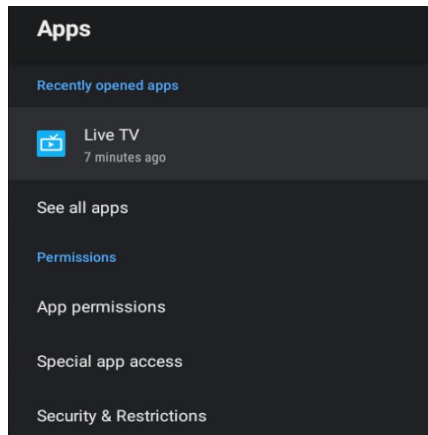 Apps
Recently opened apps
Live TV
7 minutes ago
See all apps
Permissions
App permissions
Special app access
Security & Restrictions